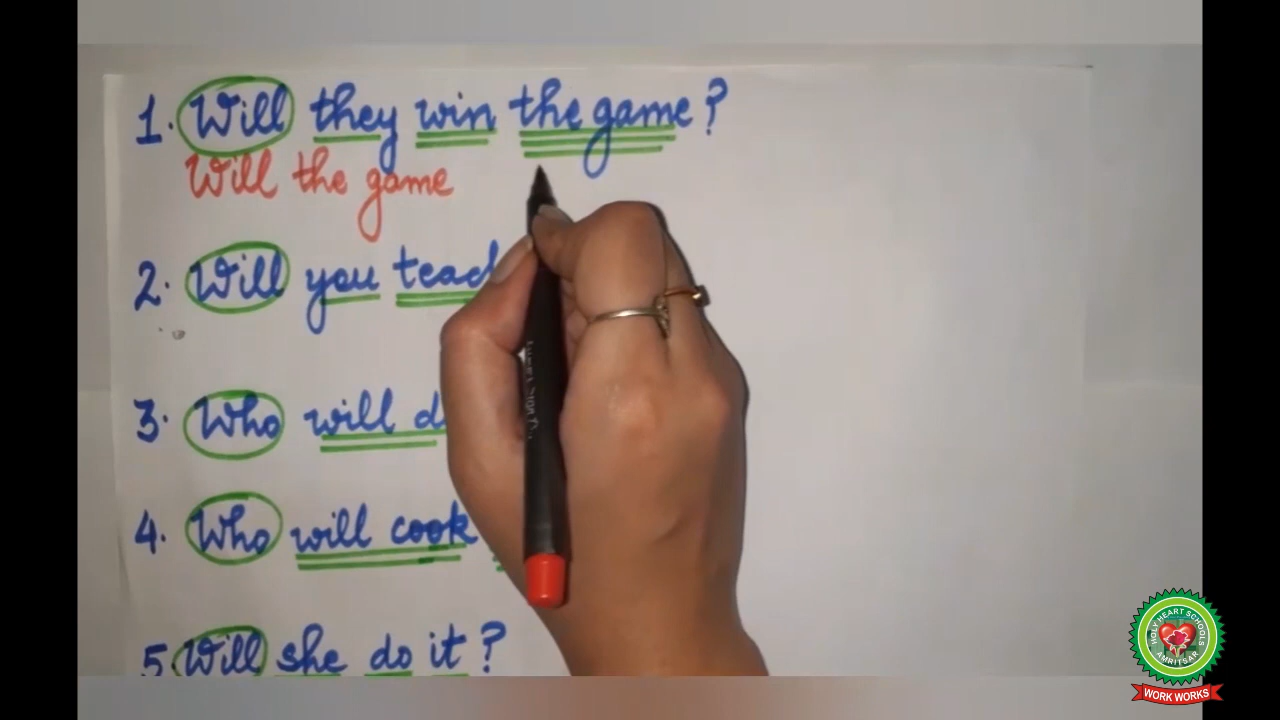 1. Will they win the game?
Will the game
2. Will you teach
3. Who will d
4. Who will cook
5. Will she do it?
HOLY HEART SCHOOLS
AMRITSAR
WORK WORKS